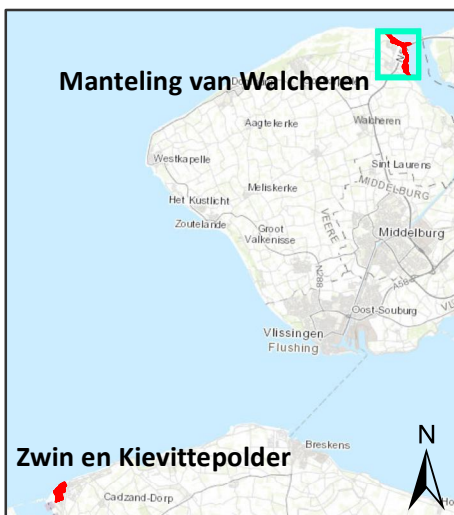 Manteling van Walcheren
Aagtekerke
Walcheren
Westkapelle
Sint Laurens
MIDDELBURG
Meliskerke
Het Kustlicht
Zoutelande
Groot
Valkenisse
VEERE
Middelburg
N288
A58
Oost-Souburg
Vlissingen
Flushing
Breskens
N
Zwin en Kievittepolder
Cadzand-Dorp